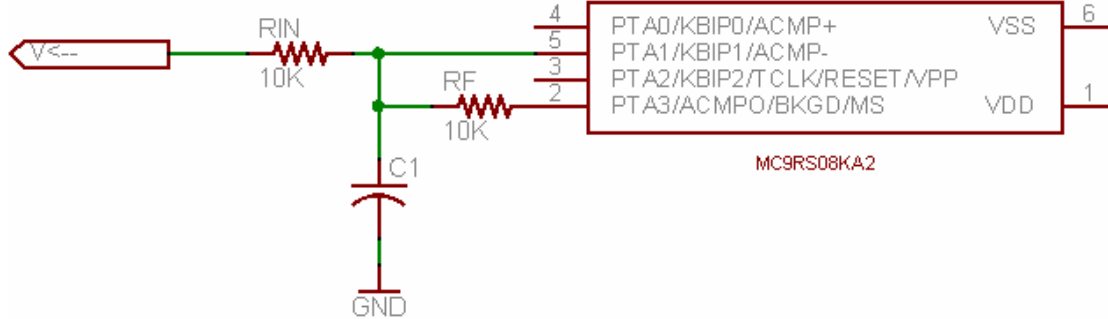 V<--
RIN
10K
RF
10K
C1
GND
4 PTA0/KBIP0/ACMP+ VSS 6
5 PTA1/KBIP1/ACMP-
3 PTA2/KBIP2/TCLK/RESET/VPP
2 PTA3/ACMPO/BKGD/MS VDD 1
MC9RS08KA2